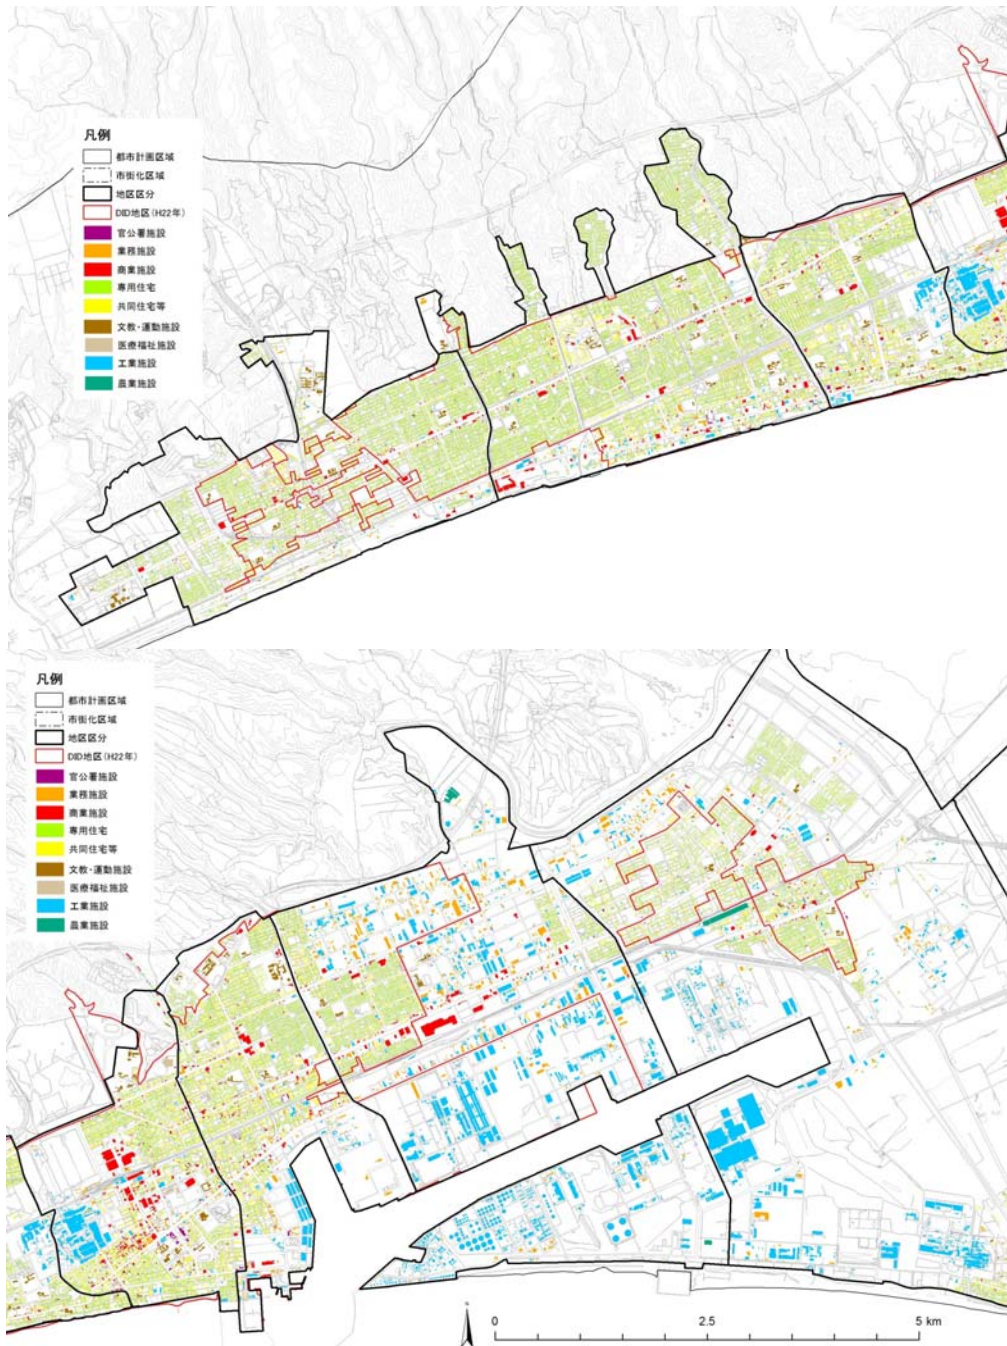 凡例
都市計画区域
市街化区域
地区区分
DID地区(H22年)
官公署施設
業務施設
商業施設
専用住宅
共同住宅等
文教・運動施設
医療福祉施設
工業施設
農業施設
凡例
都市計画区域
市街化区域
地区区分
DID地区(H22年)
官公署施設
業務施設
商業施設
専用住宅
共同住宅等
文教・運動施設
医療福祉施設
工業施設
農業施設
0 2.5 5 km